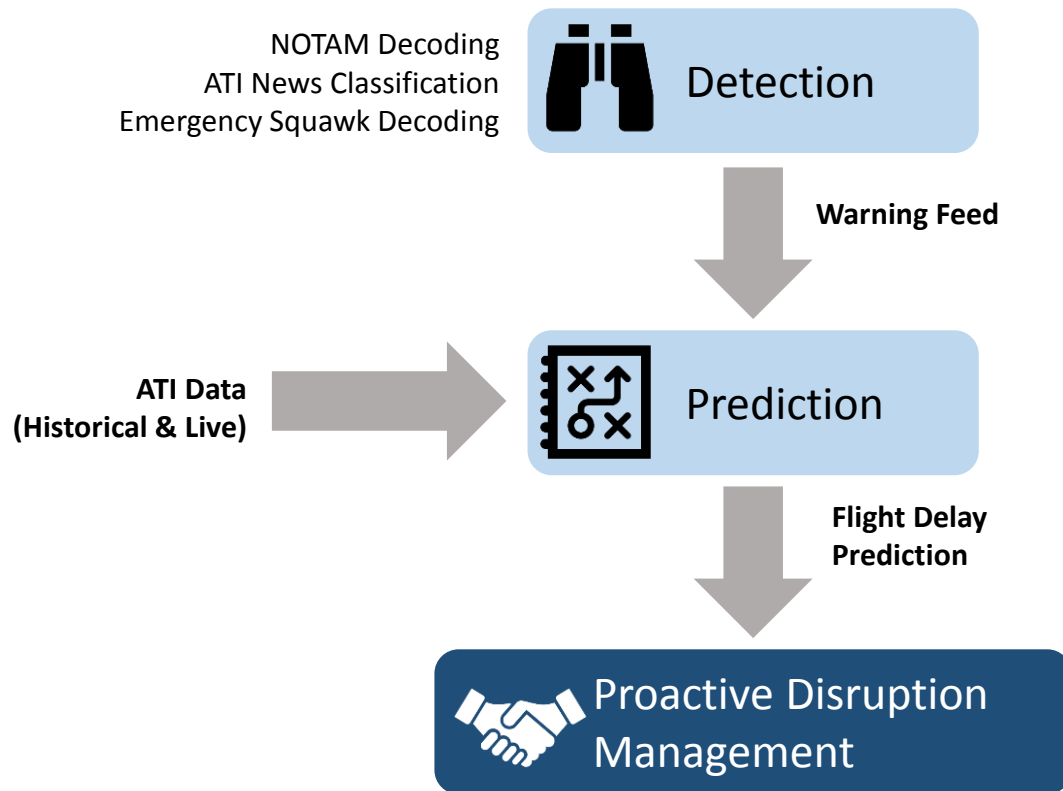 NOTAM Decoding
ATI News Classification
Emergency Squawk Decoding
Detection
Warning Feed
ATI Data
(Historical & Live)
Prediction
Flight Delay
Prediction
Proactive Disruption
Management